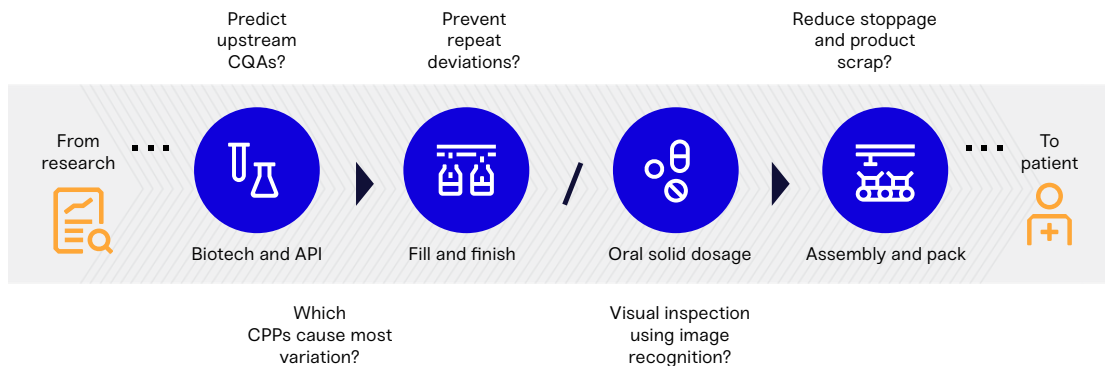 Predict
upstream
CQAs?
Prevent
repeat
deviations?
Reduce stoppage
and product
scrap?
From
research
To
patient
Biotech and API
Fill and finish
Oral solid dosage
Assembly and pack
Which
CPPs cause most
variation?
Visual inspection
using image
recognition?